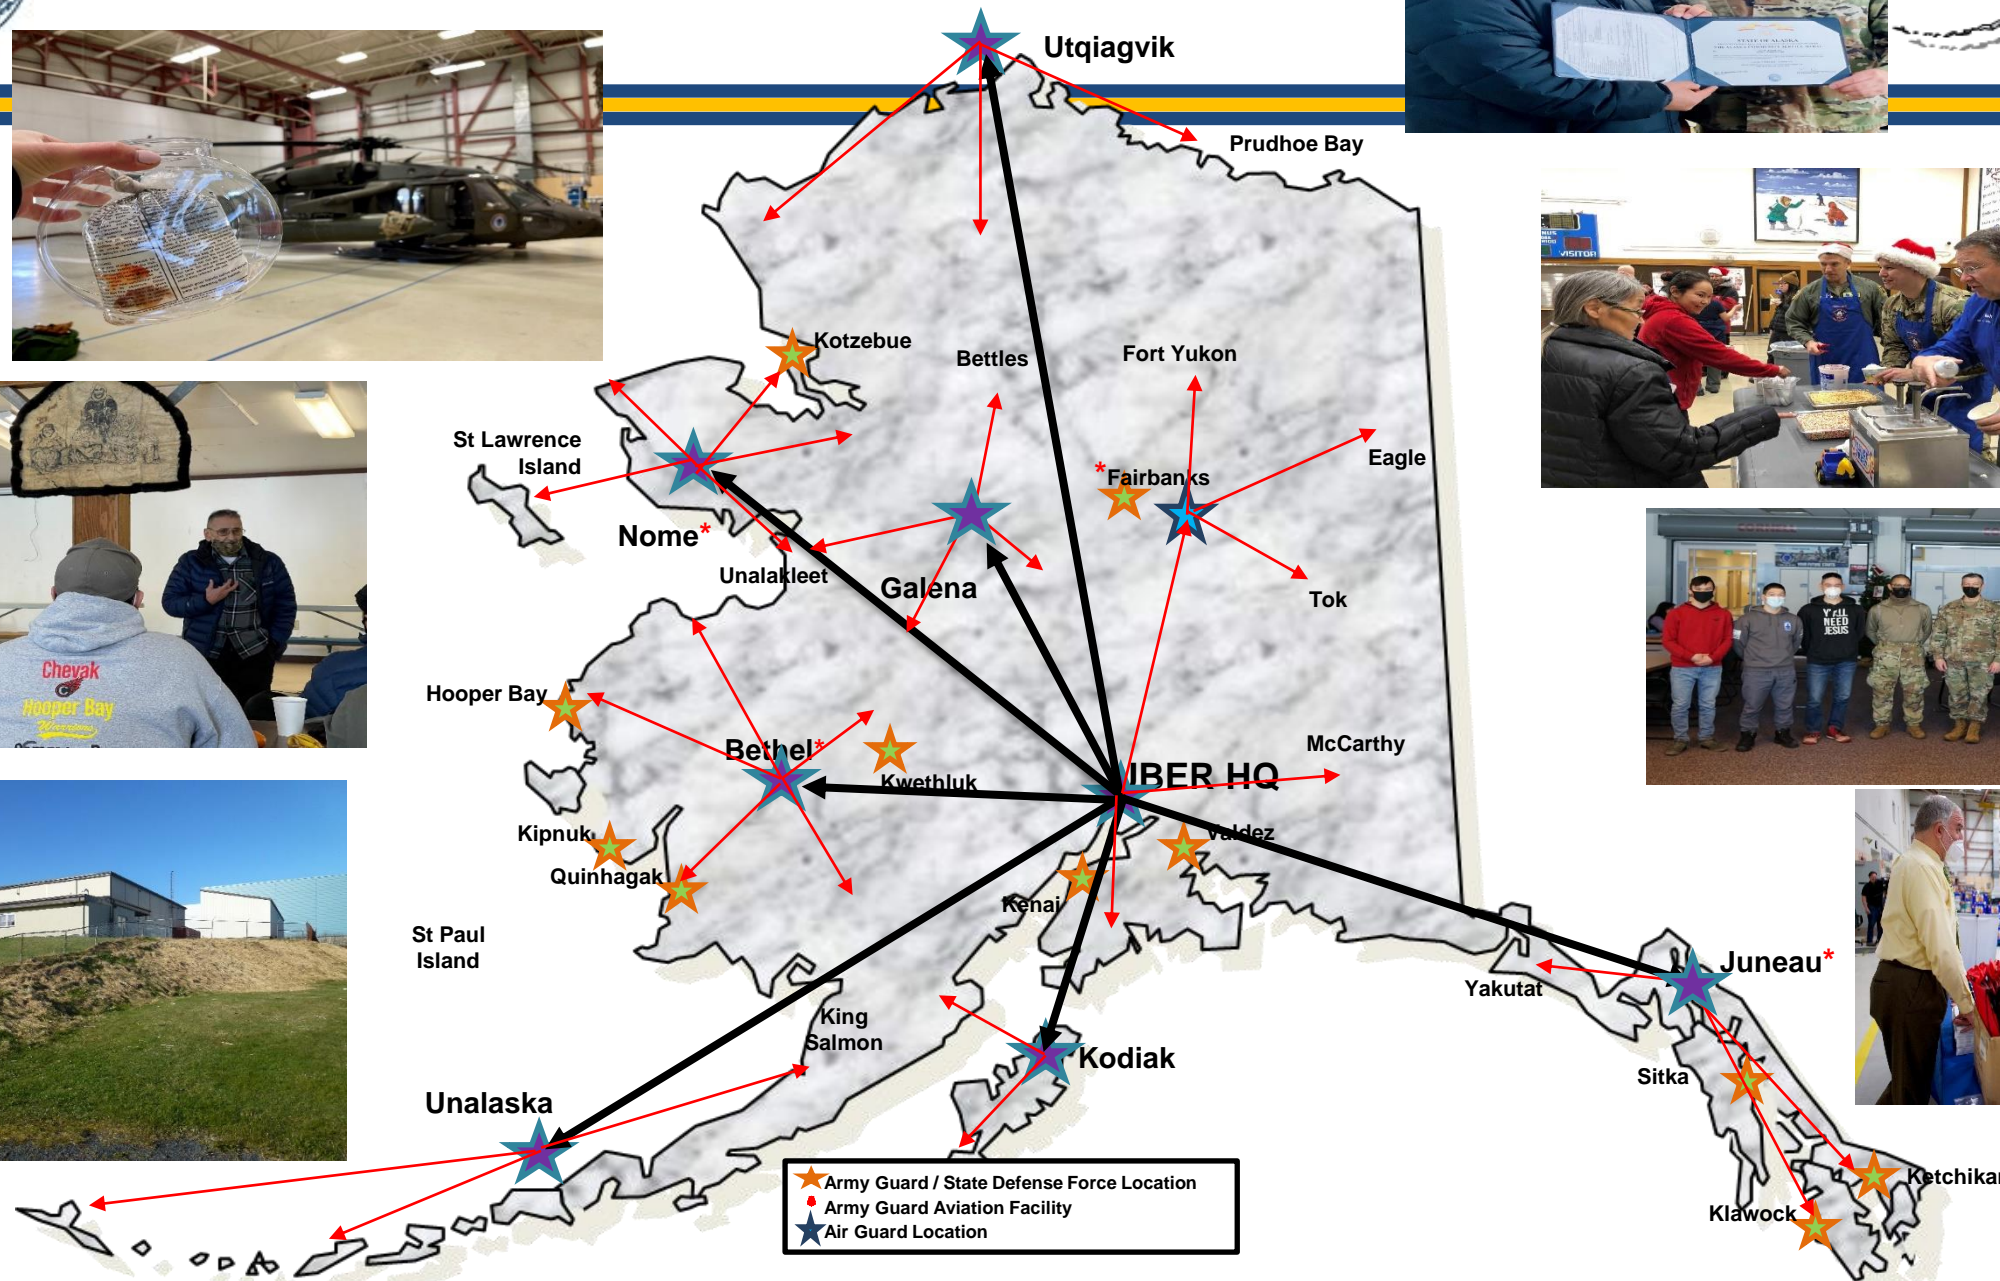 Utqiagvik
Prudhoe Bay
STATE OF ALASKA
VISITOR
Kotzebue
Bettles
Fort Yukon
St Lawrence
Island
*
Fairbanks
Eagle
Nome*
Unalakleet
Galena
Tok
Chevak
C
Hooper Bay
Warriors
Y'ALL
NEED
JESUS
Hooper Bay
Bethel*
Kwethluk
JBER HQ
McCarthy
Kipnuk
Valdez
Quinhagak
Kenai
St Paul
Island
Juneau*
Yakutat
King
Salmon
Kodiak
Sitka
Unalaska
Army Guard / State Defense Force Location
Army Guard Aviation Facility
Air Guard Location
Ketchikan
Klawock